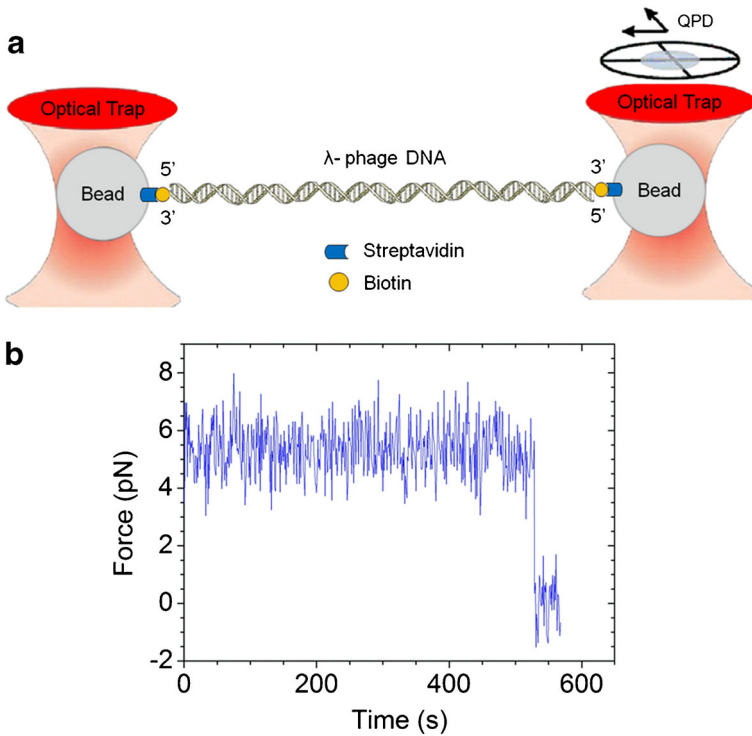 a
QPD
Optical Trap
Optical Trap
λ- phage DNA
5’
3’
Bead
Bead
3’
5’
Streptavidin
Biotin
b
8
6
4
2
0
-2
Force (pN)
0 200 400 600
Time (s)